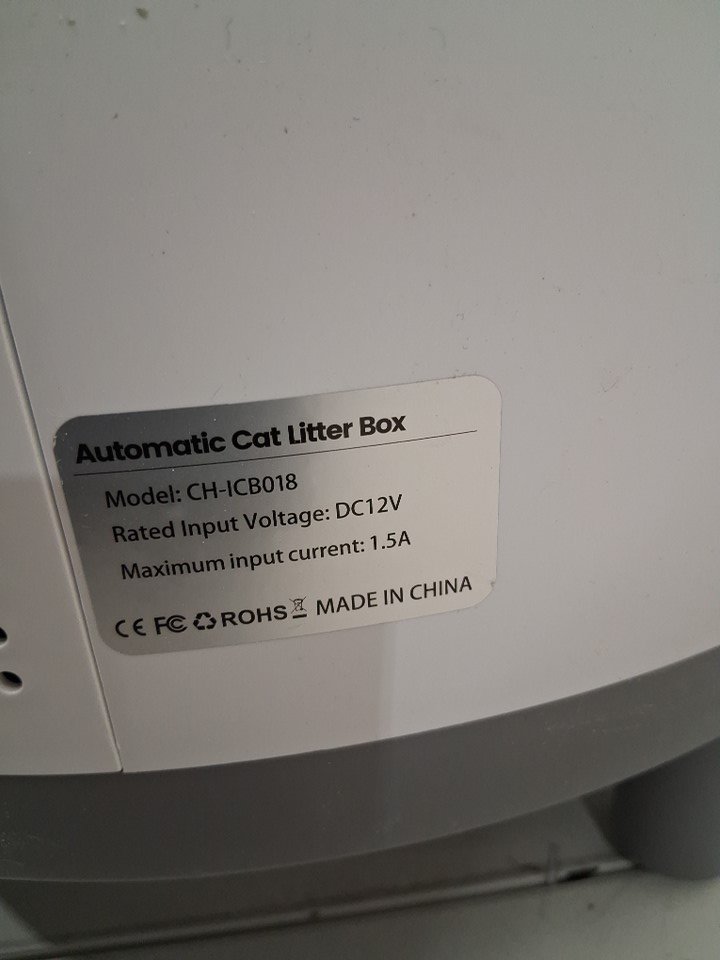 Automatic Cat Litter Box
Model: CH-ICB018
Rated Input Voltage: DC12V
Maximum input current: 1.5A
CE FC ROHS MADE IN CHINA